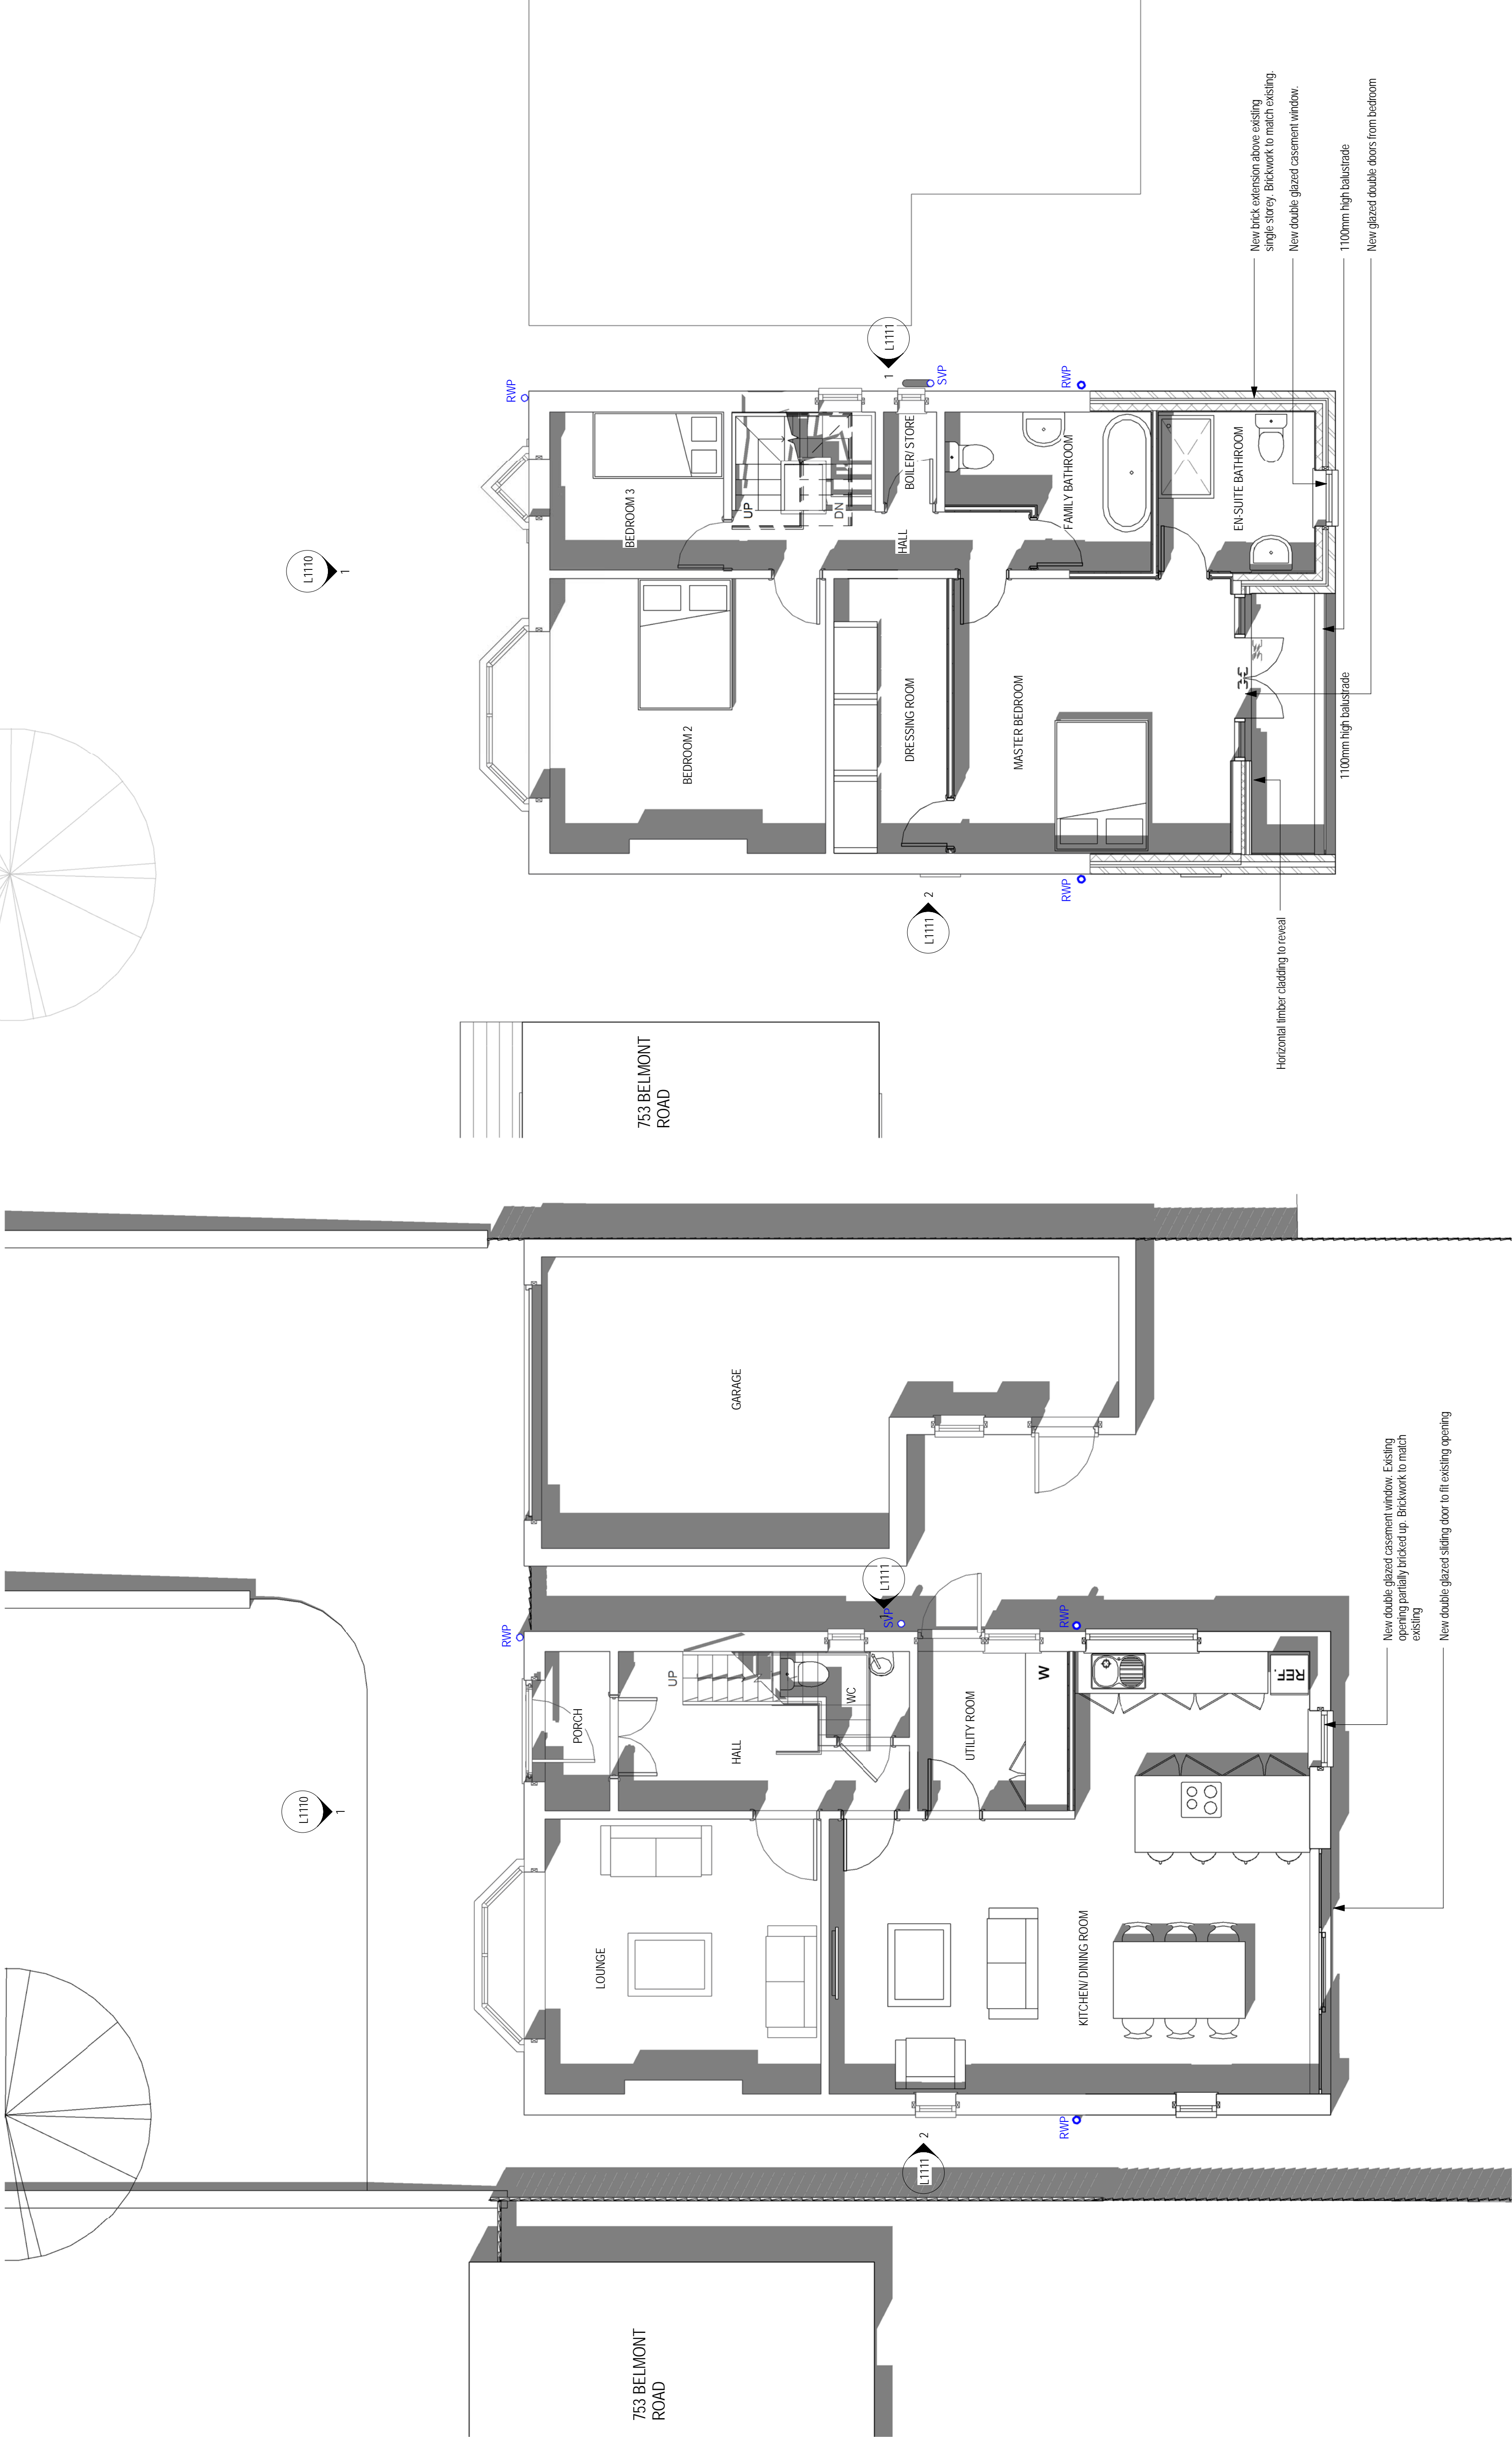 New brick extension above existing
single storey. Brickwork to match existing.
New double glazed casement window.
1100mm high balustrade
New glazed double doors from bedroom
L1111
1
SVP
RWP
RWP
L1110
1
BEDROOM 3
UP
DN
HALL
BOILER/ STORE
FAMILY BATHROOM
EN-SUITE BATHROOM
BEDROOM 2
DRESSING ROOM
MASTER BEDROOM
1100mm high balustrade
RWP
L1111
2
Horizontal timber cladding to reveal
753 BELMONT
ROAD
GARAGE
New double glazed casement window. Existing
opening partially bricked up. Brickwork to match
existing
New double glazed sliding door to fit existing opening
L1111
1
SVP
RWP
RWP
L1110
1
PORCH
UP
HALL
WC
UTILITY ROOM
W
REF.
LOUNGE
KITCHEN/ DINING ROOM
RWP
L1111
2
753 BELMONT
ROAD